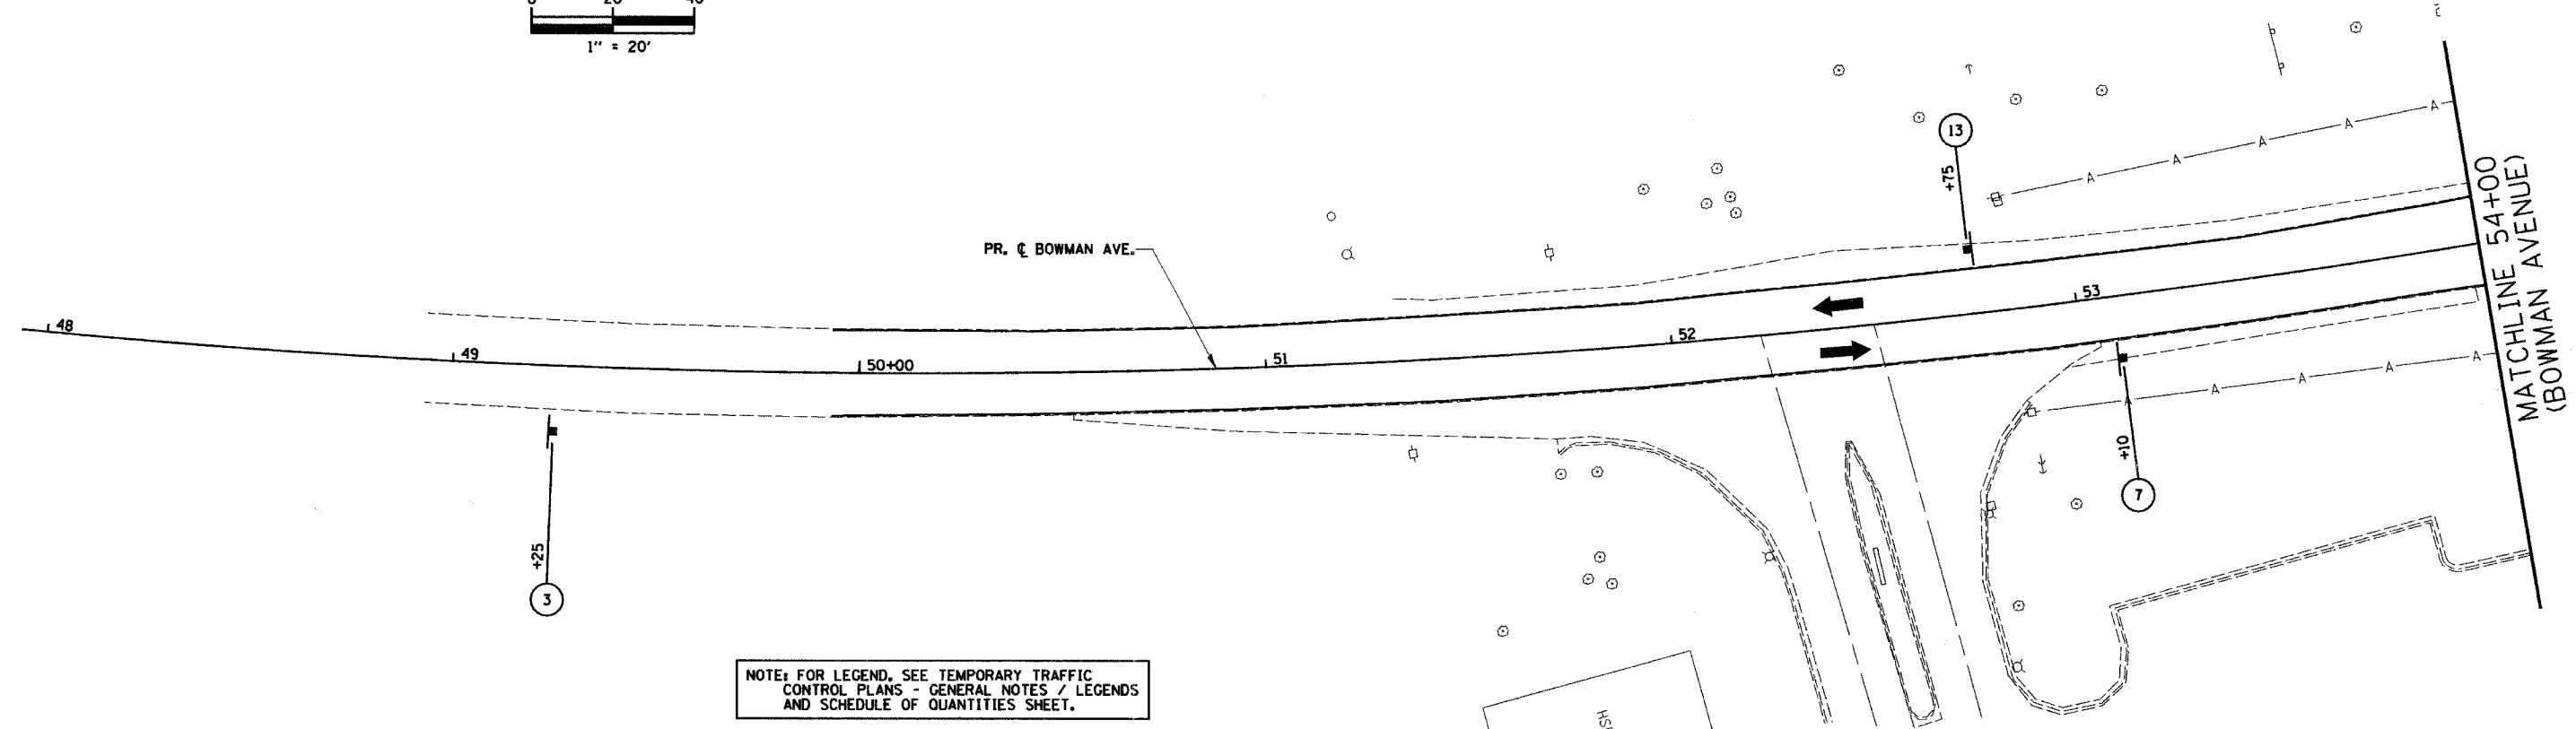 0 20 40
1" = 20'
13
+75
PR. ℄ BOWMAN AVE.
A A A A A
48
49
50+00
51
52
53
A A A A A
MATCHLINE 54+00
(BOWMAN AVENUE)
+10
7
+25
3
NOTE: FOR LEGEND, SEE TEMPORARY TRAFFIC
CONTROL PLANS - GENERAL NOTES / LEGENDS
AND SCHEDULE OF QUANTITIES SHEET.